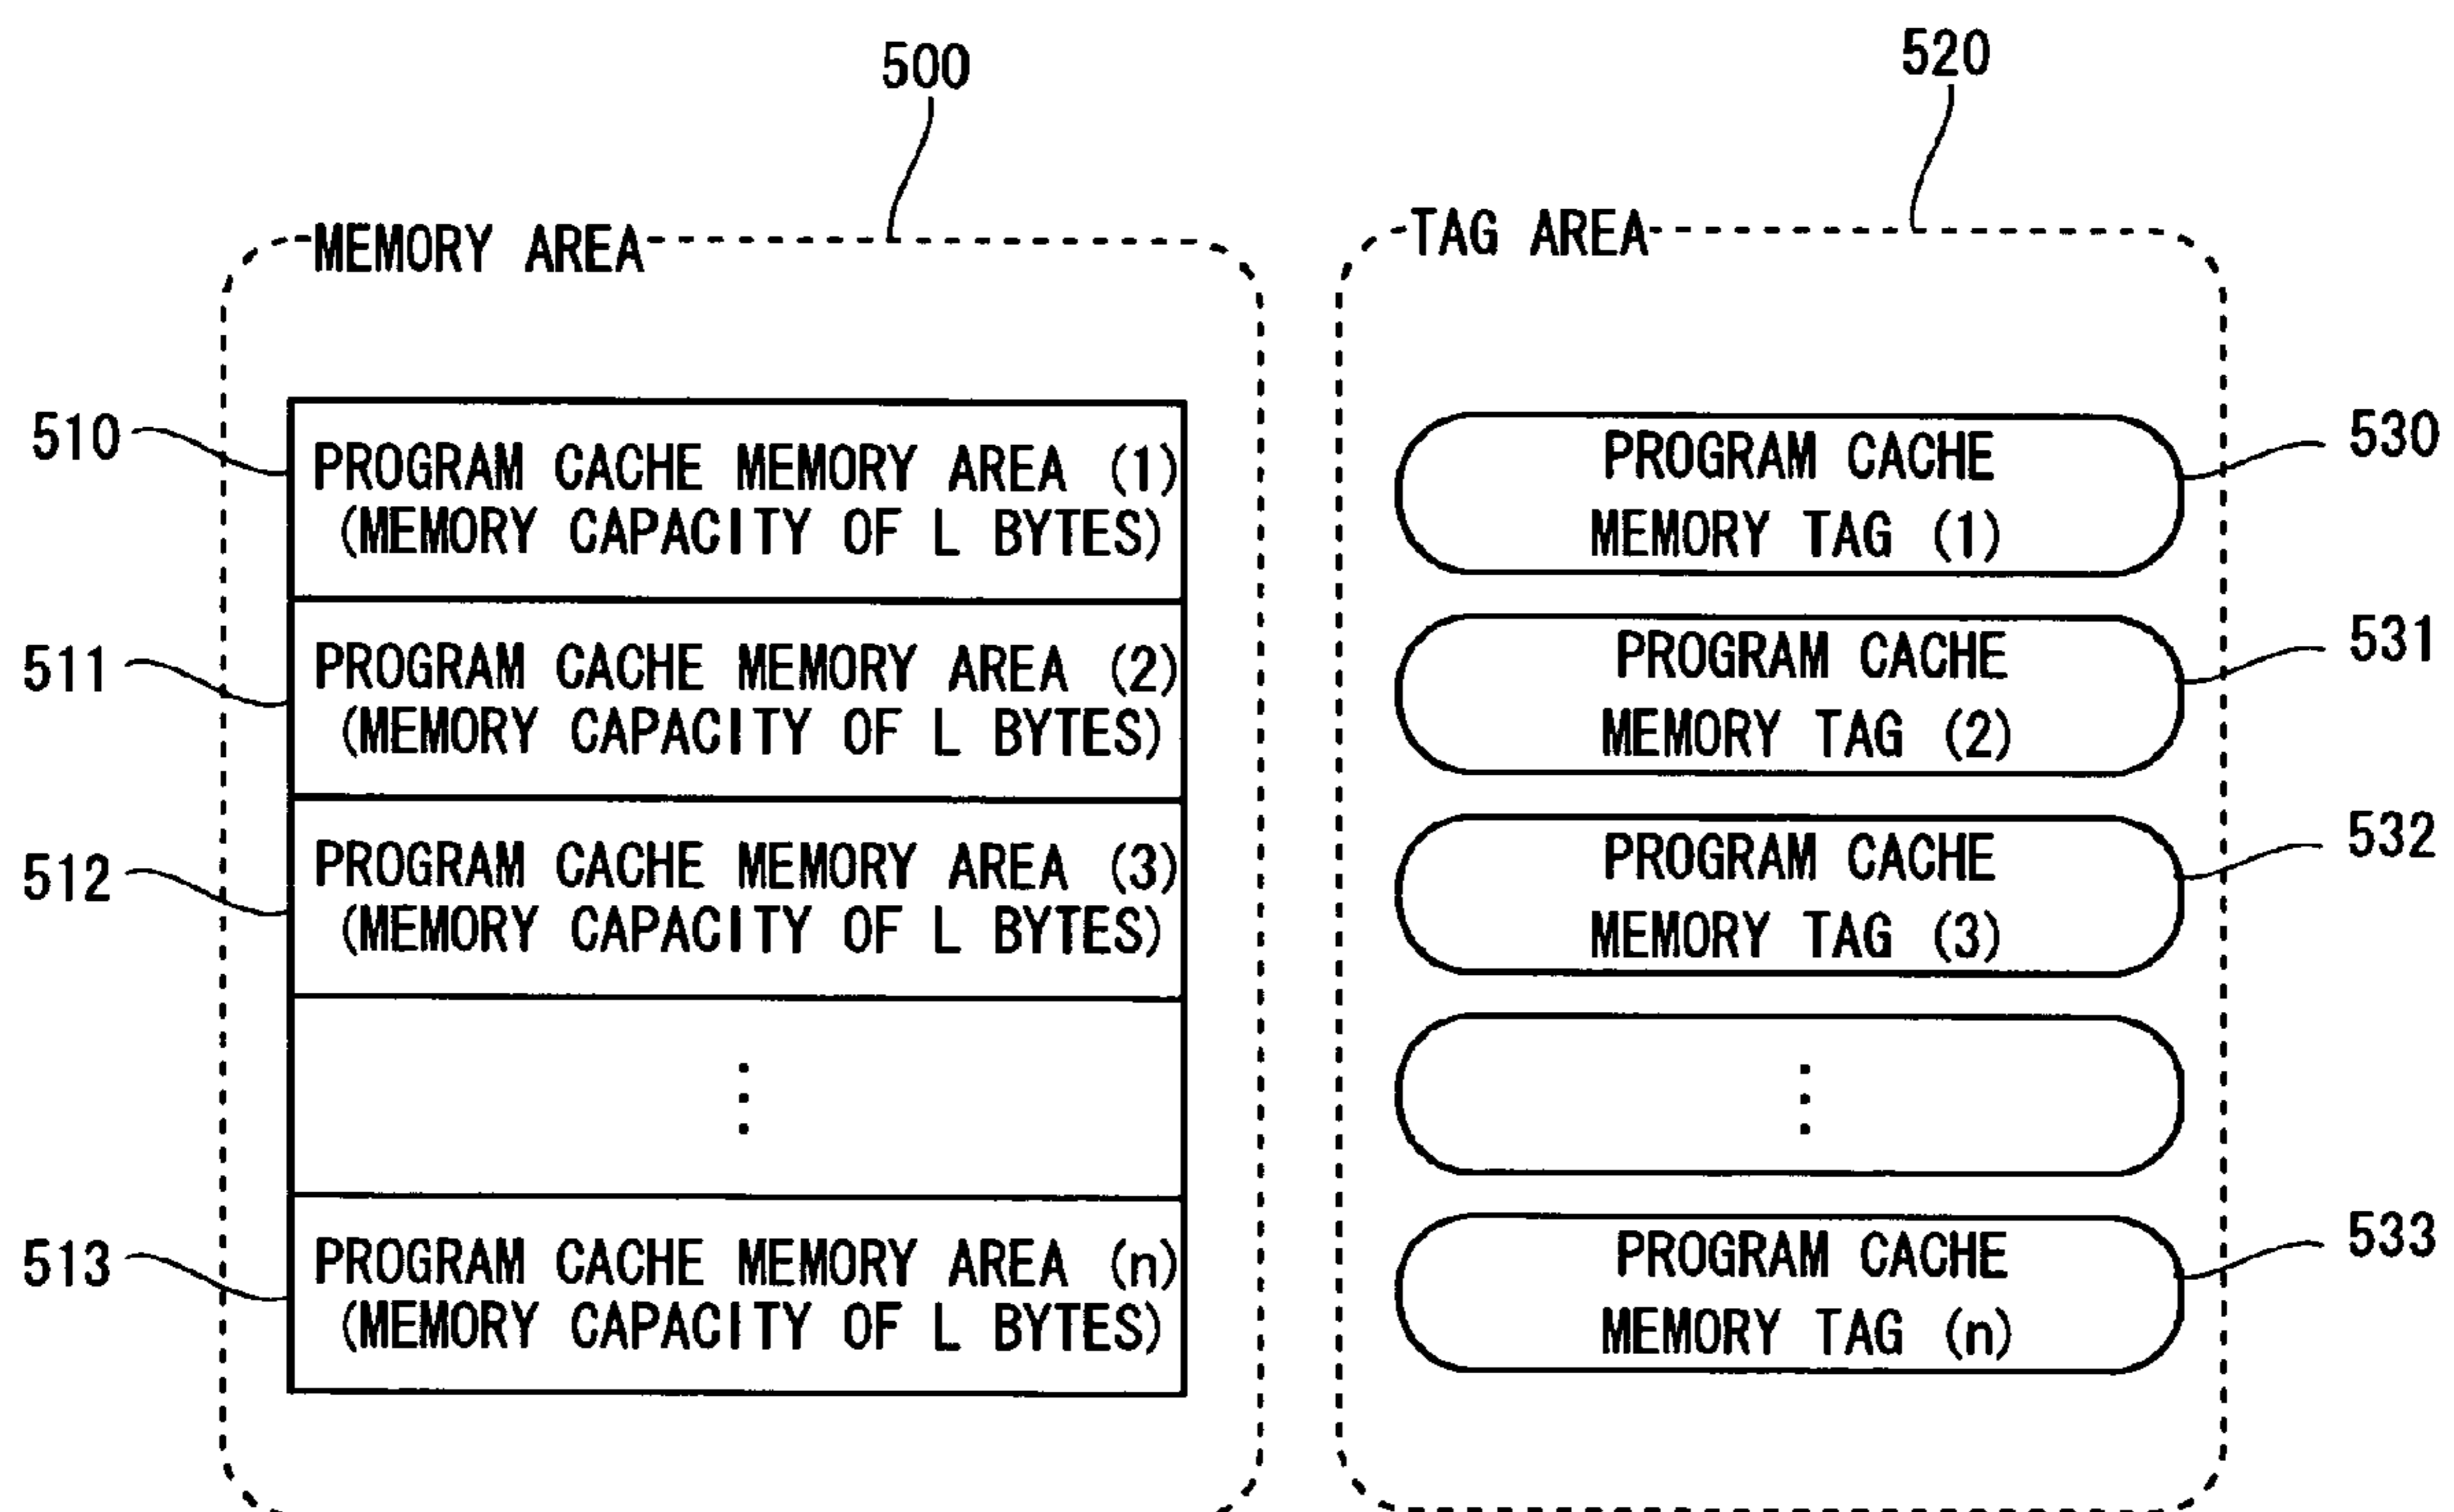 500
520
MEMORY AREA
TAG AREA
510
PROGRAM CACHE MEMORY AREA (1)
(MEMORY CAPACITY OF L BYTES)
511
PROGRAM CACHE MEMORY AREA (2)
(MEMORY CAPACITY OF L BYTES)
512
PROGRAM CACHE MEMORY AREA (3)
(MEMORY CAPACITY OF L BYTES)
513
PROGRAM CACHE MEMORY AREA (n)
(MEMORY CAPACITY OF L BYTES)
PROGRAM CACHE
MEMORY TAG (1)
530
PROGRAM CACHE
MEMORY TAG (2)
531
PROGRAM CACHE
MEMORY TAG (3)
532
PROGRAM CACHE
MEMORY TAG (n)
533